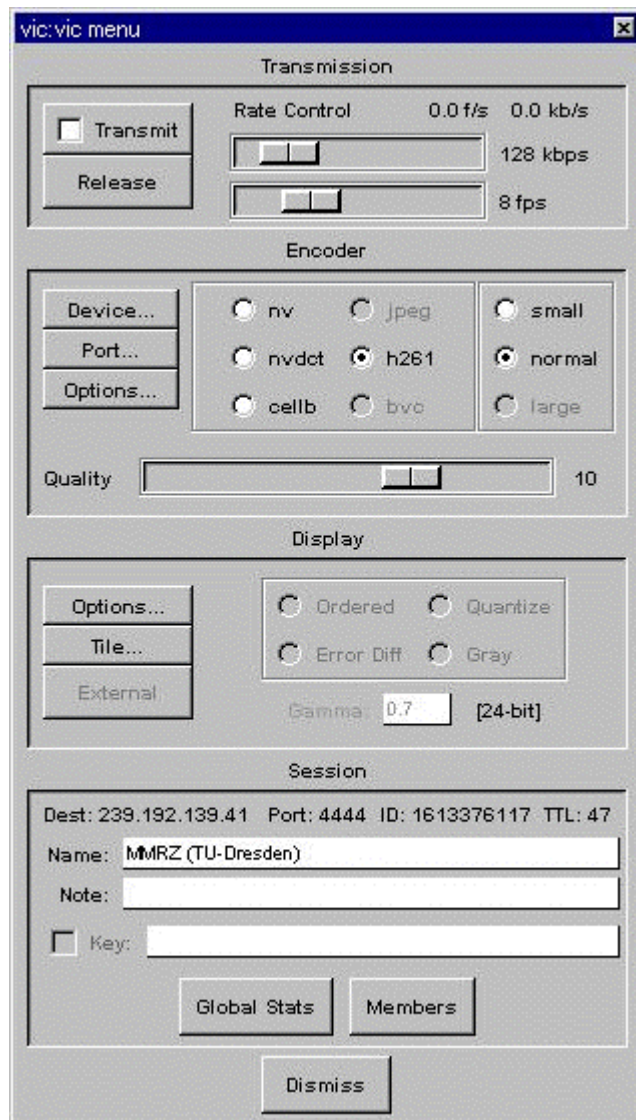 vic:vic menu
Transmission
Transmit
Rate Control 0.0 f/s 0.0 kb/s
128 kbps
Release
8 fps
Encoder
Device...
Port...
Options...
nv jpeg small
nvdct h261 normal
cellb bvc large
Quality 10
Display
Options...
Tile...
External
Ordered Quantize
Error Diff Gray
Gamma: 0.7 [24-bit]
Session
Dest: 239.192.139.41 Port: 4444 ID: 1613376117 TTL: 47
Name: MMRZ (TU-Dresden)
Note:
Key:
Global Stats Members
Dismiss